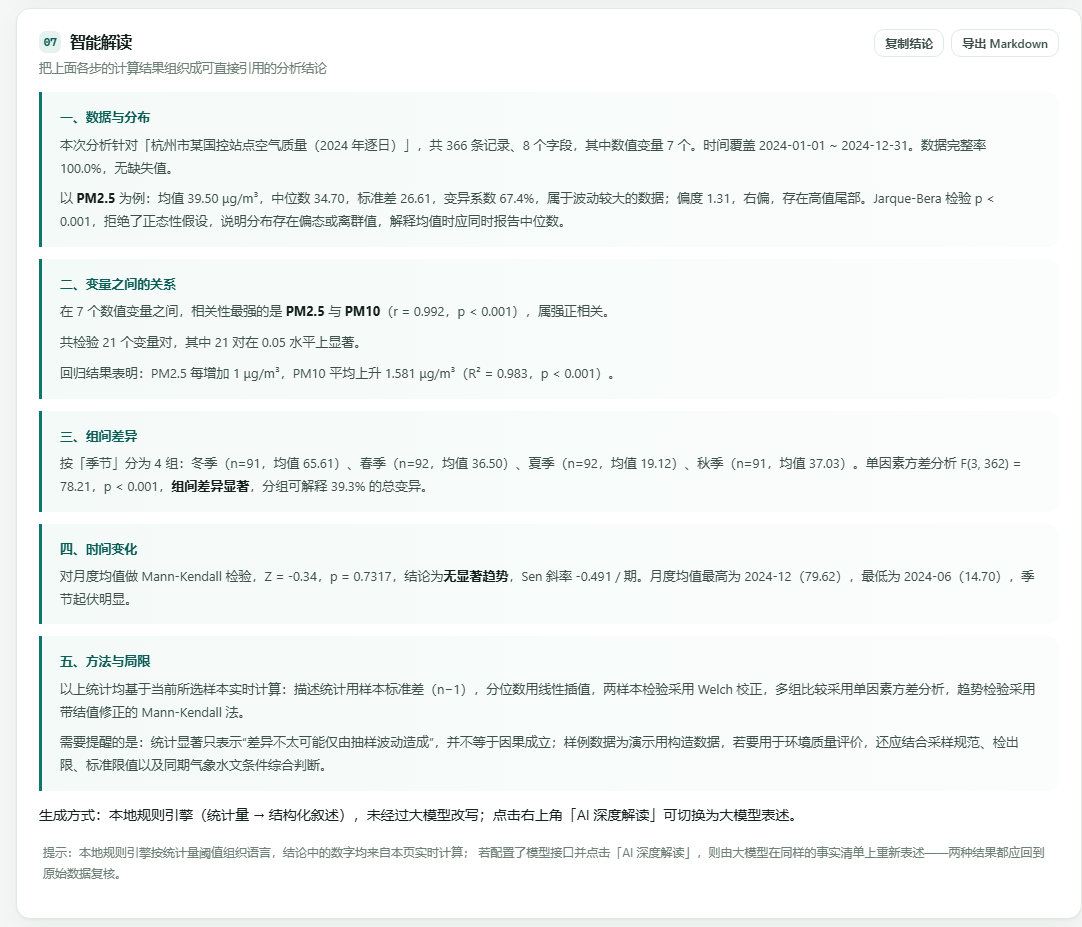 07 智能解读
复制结论
导出 Markdown
把上面各步的计算结果组织成可直接引用的分析结论
一、数据与分布
本次分析针对「杭州市某国控站点空气质量（2024 年逐日）」，共 366 条记录、8 个字段，其中数值变量 7 个。时间覆盖 2024-01-01 ~ 2024-12-31。数据完整率
100.0%，无缺失值。
以 PM2.5 为例：均值 39.50 μg/m³，中位数 34.70，标准差 26.61，变异系数 67.4%，属于波动较大的数据；偏度 1.31，右偏，存在高值尾部。Jarque-Bera 检验 p <
0.001，拒绝了正态性假设，说明分布存在偏态或离群值，解释均值时应同时报告中位数。
二、变量之间的关系
在 7 个数值变量之间，相关性最强的是 PM2.5 与 PM10（r = 0.992，p < 0.001），属强正相关。
共检验 21 个变量对，其中 21 对在 0.05 水平上显著。
回归结果表明：PM2.5 每增加 1 μg/m³，PM10 平均上升 1.581 μg/m³（R² = 0.983，p < 0.001）。
三、组间差异
按「季节」分为 4 组：冬季（n=91，均值 65.61）、春季（n=92，均值 36.50）、夏季（n=92，均值 19.12）、秋季（n=91，均值 37.03）。单因素方差分析 F(3, 362) =
78.21，p < 0.001，组间差异显著，分组可解释 39.3% 的总变异。
四、时间变化
对月度均值做 Mann-Kendall 检验，Z = -0.34，p = 0.7317，结论为无显著趋势，Sen 斜率 -0.491 / 期。月度均值最高为 2024-12（79.62），最低为 2024-06（14.70），季
节起伏明显。
五、方法与局限
以上统计均基于当前所选样本实时计算：描述统计用样本标准差（n−1），分位数用线性插值，两样本检验采用 Welch 校正，多组比较采用单因素方差分析，趋势检验采用
带结值修正的 Mann-Kendall 法。
需要提醒的是：统计显著只表示“差异不太可能仅由抽样波动造成”，并不等于因果成立；样例数据为演示用构造数据，若要用于环境质量评价，还应结合采样规范、检出
限、标准限值以及同期气象水文条件综合判断。
生成方式：本地规则引擎（统计量 → 结构化叙述），未经过大模型改写；点击右上角「AI 深度解读」可切换为大模型表述。
提示：本地规则引擎按统计量阈值组织语言，结论中的数字均来自本页实时计算； 若配置了模型接口并点击「AI 深度解读」，则由大模型在同样的事实清单上重新表述——两种结果都应回到
原始数据复核。